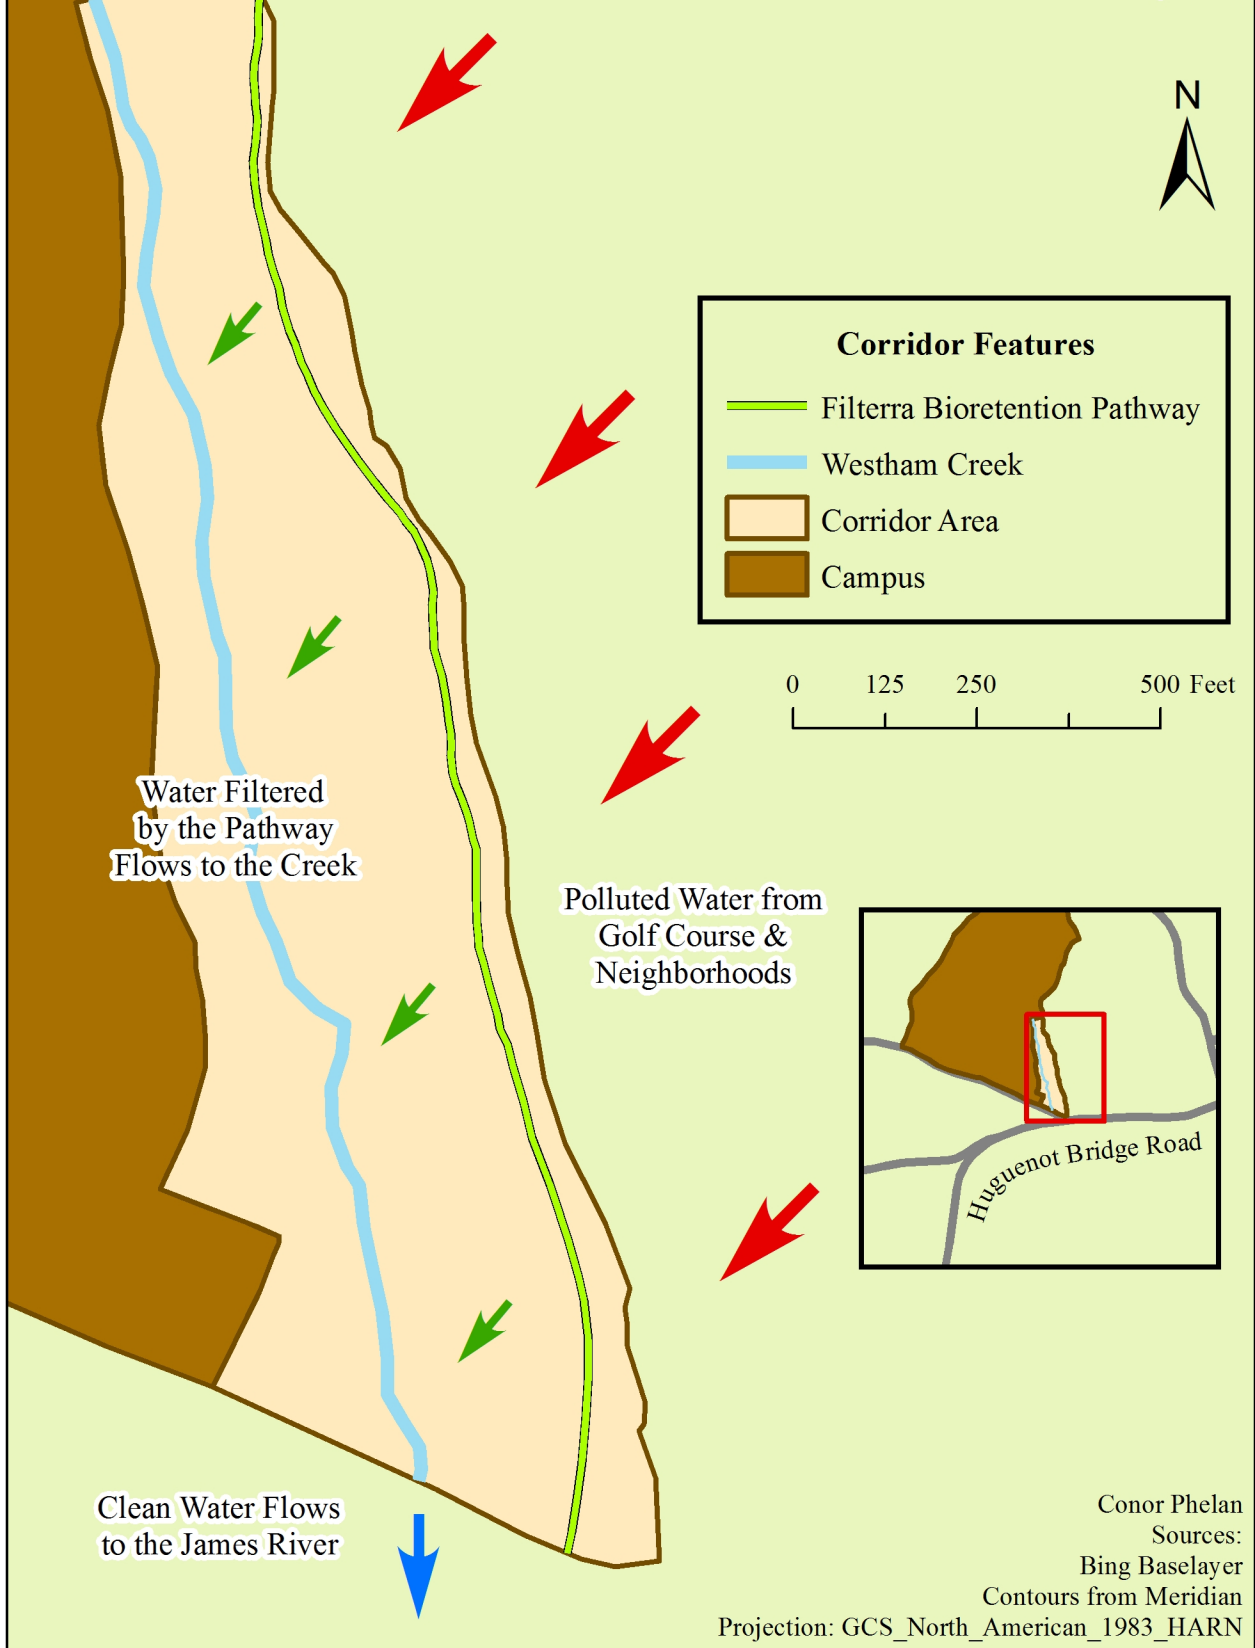 N
Corridor Features
Filterra Bioretention Pathway
Westham Creek
Corridor Area
Campus
0 125 250 500 Feet
Water Filtered
by the Pathway
Flows to the Creek
Polluted Water from
Golf Course &
Neighborhoods
Huguenot Bridge Road
Clean Water Flows
to the James River
Conor Phelan
Sources:
Bing Baselayer
Contours from Meridian
Projection: GCS_North_American_1983_HARN